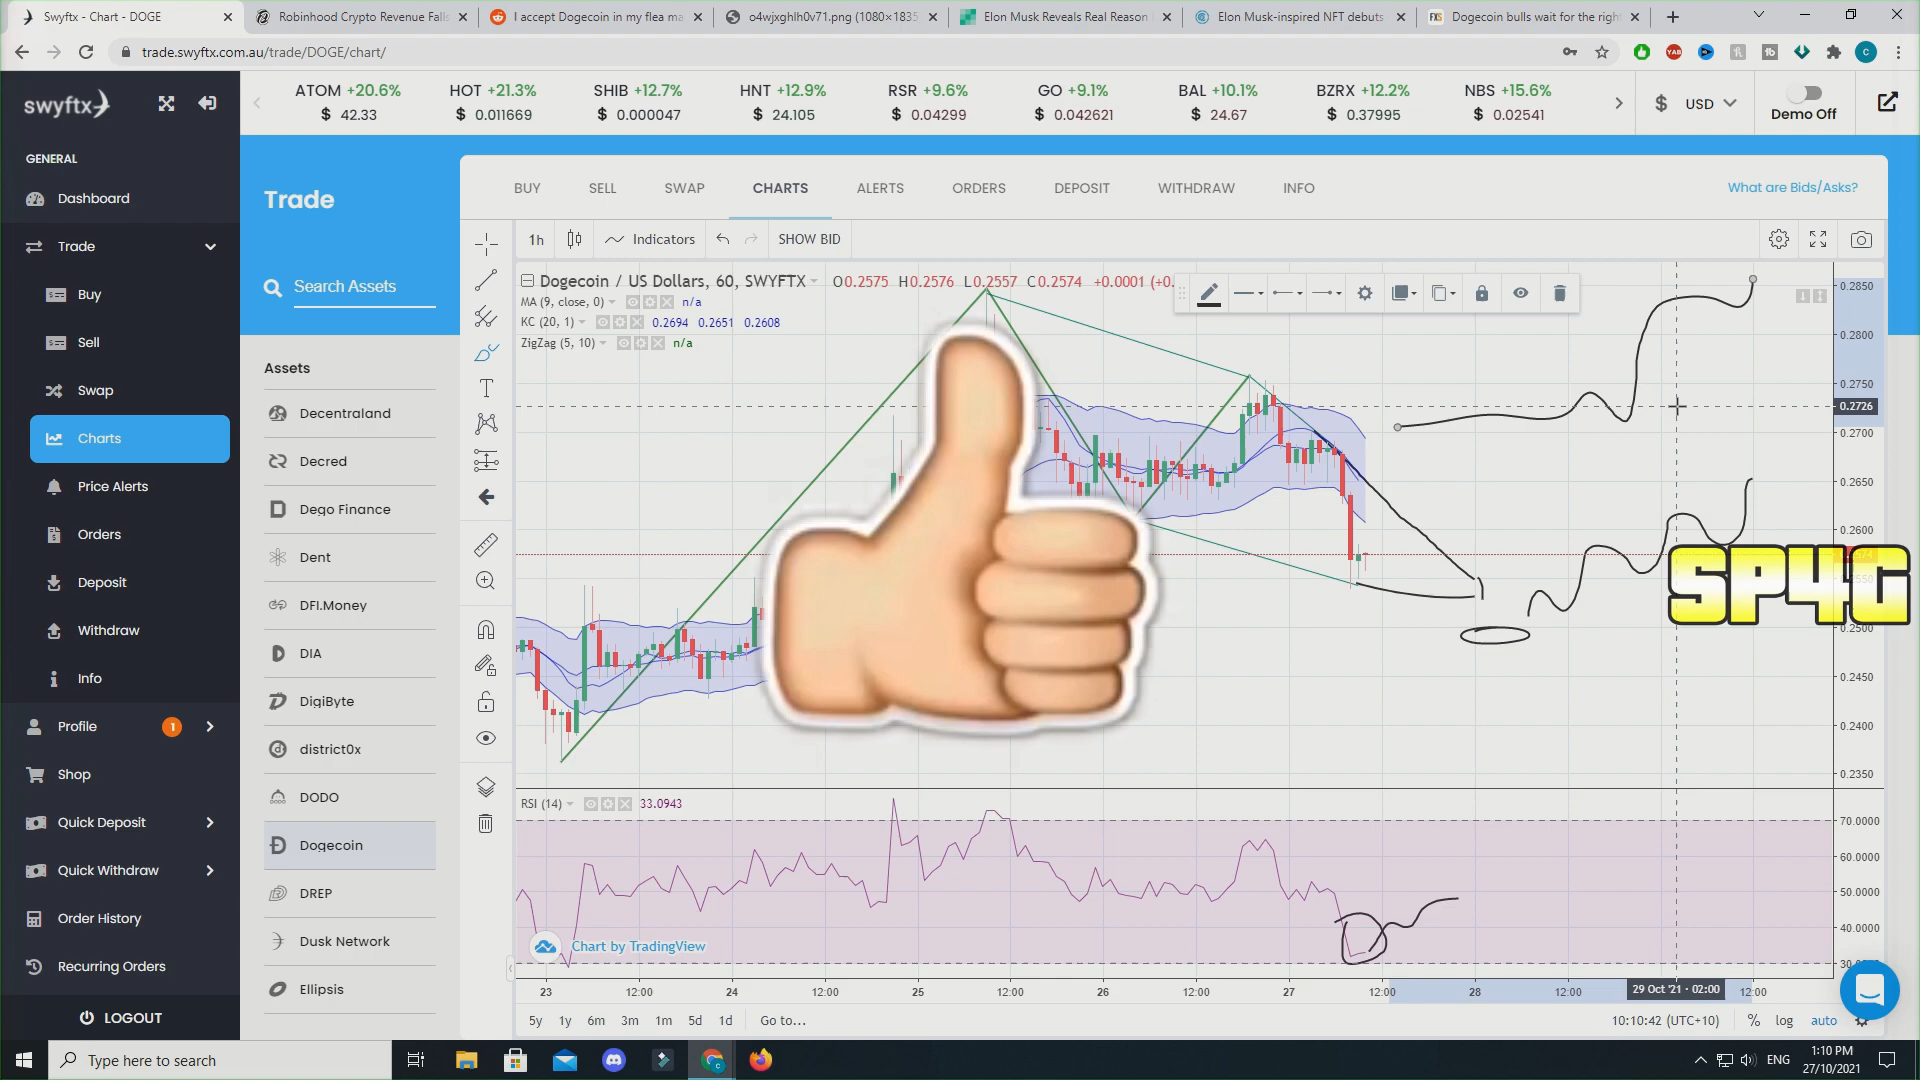 Swyftx - Chart - DOGE
Robinhood Crypto Revenue Fall
I accept Dogecoin in my flea ma
o4wjxghlh0v71.png (1080×1835
Elon Musk Reveals Real Reason
Elon Musk-inspired NFT debuts
Dogecoin bulls wait for the righ
trade.swyftx.com.au/trade/DOGE/chart/
swyftx
ATOM +20.6% HOT +21.3% SHIB +12.7% HNT +12.9% RSR +9.6% GO +9.1% BAL +10.1% BZRX +12.2% NBS +15.6%
$ 42.33 $ 0.011669 $ 0.000047 $ 24.105 $ 0.04299 $ 0.042621 $ 24.67 $ 0.37995 $ 0.02541
$ USD
Demo Off
GENERAL
Dashboard
Trade
Buy
Sell
Swap
Charts
Price Alerts
Orders
Deposit
Withdraw
Info
Profile 1
Shop
Quick Deposit
Quick Withdraw
Order History
Recurring Orders
LOGOUT
Trade
Search Assets
Assets
Decentraland
Decred
Dego Finance
Dent
DFI.Money
DIA
DigiByte
district0x
DODO
Dogecoin
DREP
Dusk Network
Ellipsis
BUY SELL SWAP CHARTS ALERTS ORDERS DEPOSIT WITHDRAW INFO
What are Bids/Asks?
1h Indicators SHOW BID
Dogecoin / US Dollars, 60, SWYFTX O0.2575 H0.2576 L0.2557 C0.2574 +0.0001 (+0.
MA (9, close, 0) n/a
KC (20, 1) 0.2694 0.2651 0.2608
ZigZag (5, 10) n/a
0.2850
0.2800
0.2750
0.2726
0.2700
0.2650
0.2600
0.2500
0.2450
0.2400
0.2350
SP4G
RSI (14) 33.0943
70.0000
60.0000
50.0000
40.0000
Chart by TradingView
23 12:00 24 12:00 25 12:00 26 12:00 27 12:00 28 12:00 29 Oct '21 - 02:00 12:00
5y 1y 6m 3m 1m 5d 1d Go to...
10:10:42 (UTC+10) % log auto
Type here to search
ENG
1:10 PM
27/10/2021